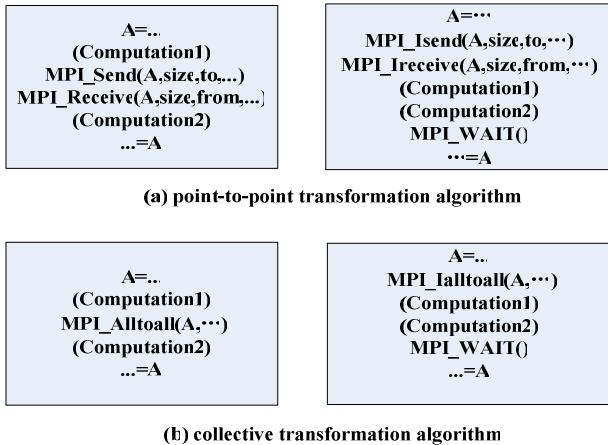 A=...
(Computation1)
MPI_Send(A,size,to,...)
MPI_Receive(A,size,from,...)
(Computation2)
...=A
A=⋯
MPI_Isend(A,size,to,⋯)
MPI_Ireceive(A,size,from,⋯)
(Computation1)
(Computation2)
MPI_WAIT()
⋯=A
(a) point-to-point transformation algorithm
A=...
(Computation1)
MPI_Alltoall(A,⋯)
(Computation2)
...=A
A=...
MPI_Ialltoall(A,⋯)
(Computation1)
(Computation2)
MPI_WAIT()
...=A
(b) collective transformation algorithm